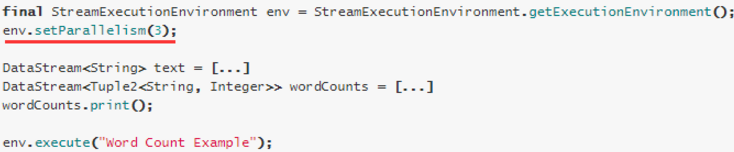 final StreamExecutionEnvironment env = StreamExecutionEnvironment.getExecutionEnvironment();
env.setParallelism(3);
DataStream<String> text = [...]
DataStream<Tuple2<String, Integer>> wordCounts = [...]
wordCounts.print();
env.execute("Word Count Example");